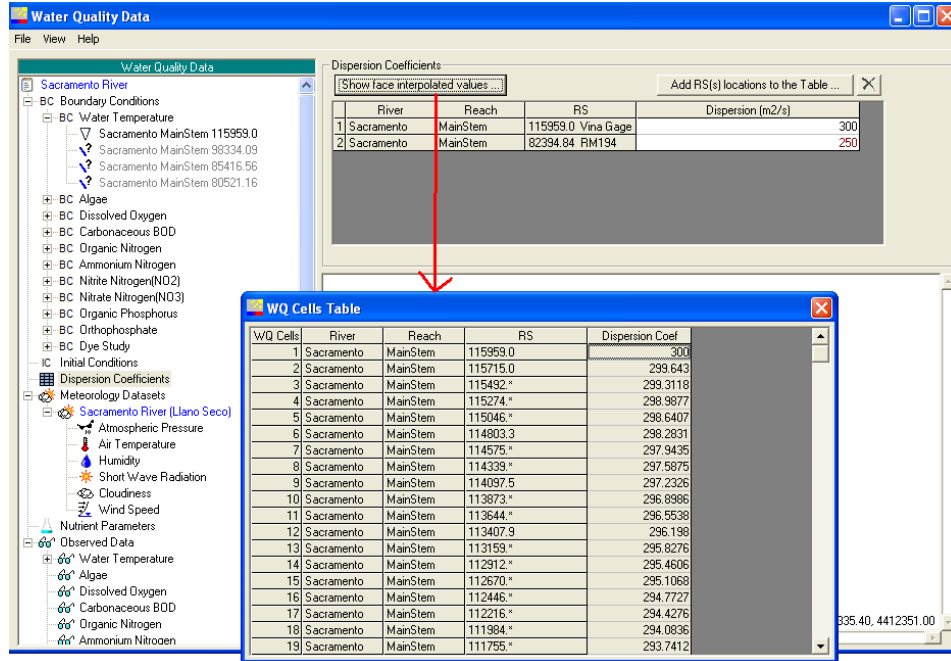 Water Quality Data
File View Help
Water Quality Data
Sacramento River
BC Boundary Conditions
BC Water Temperature
Sacramento MainStem 115959.0
Sacramento MainStem 98334.09
Sacramento MainStem 85416.56
Sacramento MainStem 80521.16
BC Algae
BC Dissolved Oxygen
BC Carbonaceous BOD
BC Organic Nitrogen
BC Ammonium Nitrogen
BC Nitrite Nitrogen(NO2)
BC Nitrate Nitrogen(NO3)
BC Organic Phosphorus
BC Orthophosphate
BC Dye Study
IC Initial Conditions
Dispersion Coefficients
Meteorology Datasets
Sacramento River (Llano Seco)
Atmospheric Pressure
Air Temperature
Humidity
Short Wave Radiation
Cloudiness
Wind Speed
Nutrient Parameters
Observed Data
Water Temperature
Algae
Dissolved Oxygen
Carbonaceous BOD
Organic Nitrogen
Ammonium Nitrogen
Dispersion Coefficients
Show face interpolated values ... Add RS(s) locations to the Table ...
River Reach RS Dispersion (m2/s)
1 Sacramento MainStem 115959.0 Vina Gage 300
2 Sacramento MainStem 82394.84 RM194 250
WQ Cells Table
WQ Cells River Reach RS Dispersion Coef
1 Sacramento MainStem 115959.0 300
2 Sacramento MainStem 115715.0 299.643
3 Sacramento MainStem 115492.* 299.3118
4 Sacramento MainStem 115274.* 298.9877
5 Sacramento MainStem 115046.* 298.6407
6 Sacramento MainStem 114803.3 298.2831
7 Sacramento MainStem 114575.* 297.9435
8 Sacramento MainStem 114339.* 297.5875
9 Sacramento MainStem 114097.5 297.2326
10 Sacramento MainStem 113873.* 296.8986
11 Sacramento MainStem 113644.* 296.5538
12 Sacramento MainStem 113407.9 296.198
13 Sacramento MainStem 113159.* 295.8276
14 Sacramento MainStem 112912.* 295.4606
15 Sacramento MainStem 112670.* 295.1068
16 Sacramento MainStem 112446.* 294.7727
17 Sacramento MainStem 112216.* 294.4276
18 Sacramento MainStem 111984.* 294.0836
19 Sacramento MainStem 111755.* 293.7412
335.40, 4412351.00